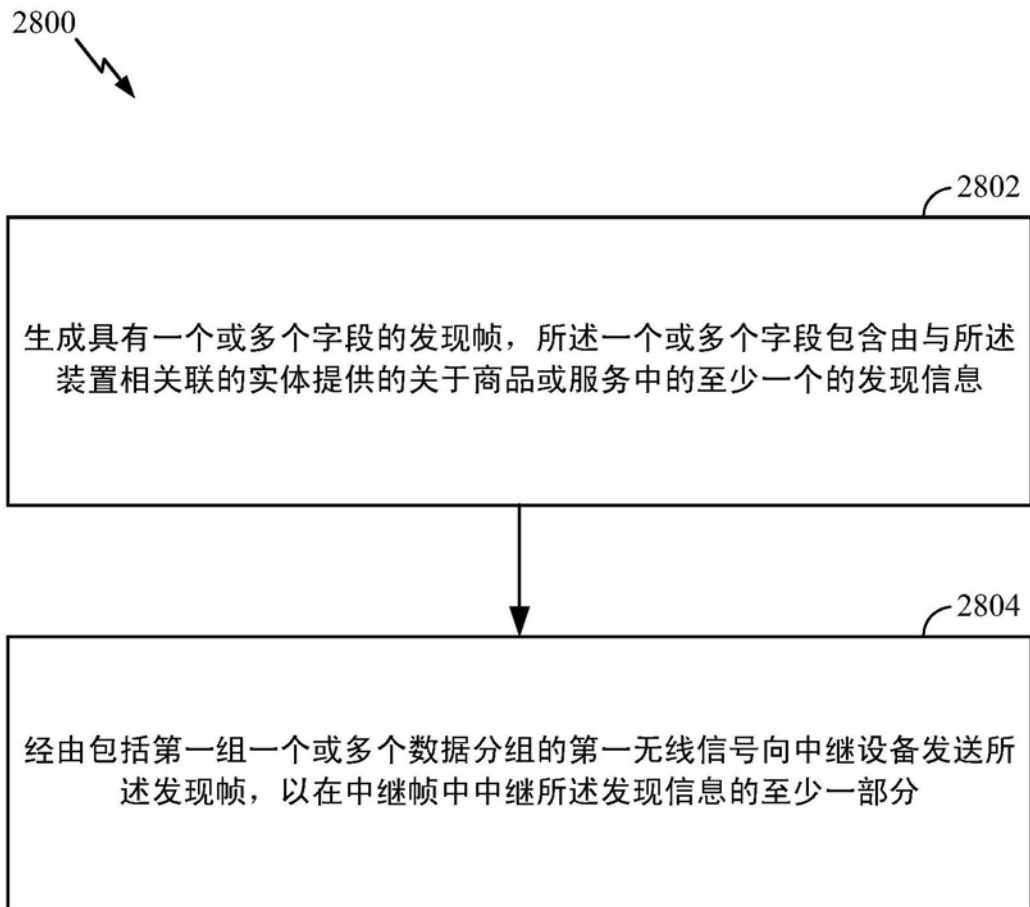 2800
2802
生成具有一个或多个字段的发现帧，所述一个或多个字段包含由与所述
装置相关联的实体提供的关于商品或服务中的至少一个的发现信息
2804
经由包括第一组一个或多个数据分组的第一无线信号向中继设备发送所
述发现帧，以在中继帧中中继所述发现信息的至少一部分